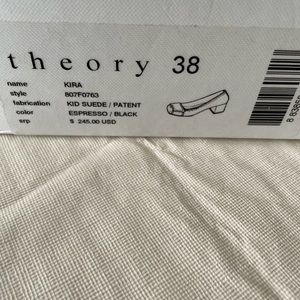 theory 38
name KIRA
style 807F0763
fabrication KID SUEDE / PATENT
color ESPRESSO / BLACK
srp $ 245.00 USD